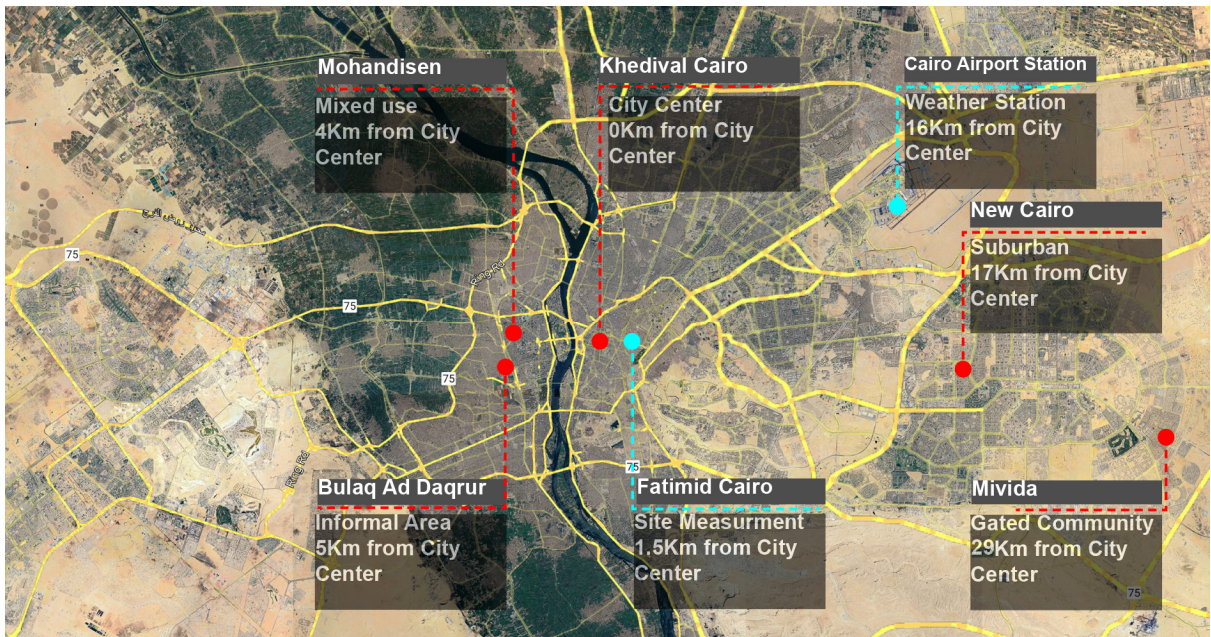 Mohandisen
Mixed use
4Km from City
Center
Khedival Cairo
City Center
0Km from City
Center
Cairo Airport Station
Weather Station
16Km from City
Center
New Cairo
Suburban
17Km from City
Center
75
75
75
Ring Rd
Ring Rd
75
Bulaq Ad Daqrur
Informal Area
5Km from City
Center
Fatimid Cairo
Site Measurment
1.5Km from City
Center
Mivida
Gated Community
29Km from City
Center
75